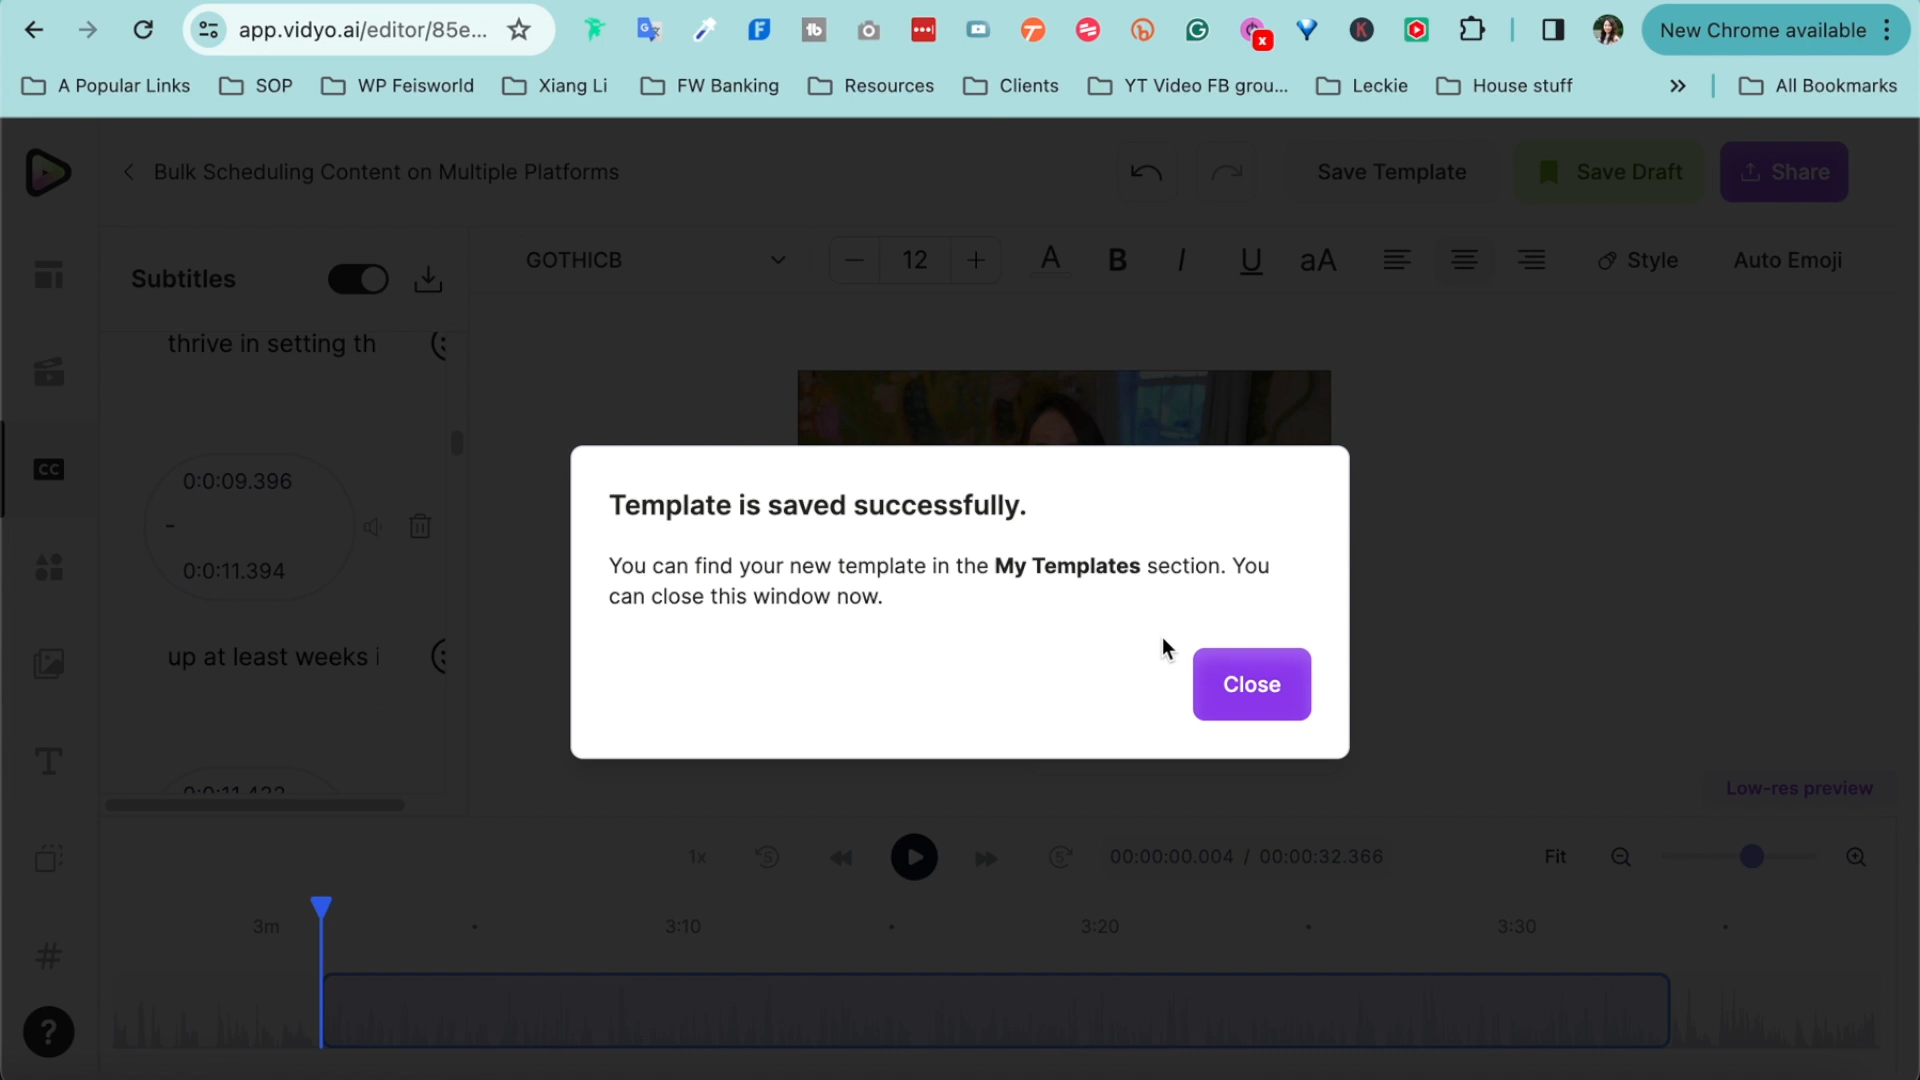 app.vidyo.ai/editor/85e...
New Chrome available
A Popular Links
SOP
WP Feisworld
Xiang Li
FW Banking
Resources
Clients
YT Video FB grou...
Leckie
House stuff
»
All Bookmarks
Bulk Scheduling Content on Multiple Platforms
Save Template
Save Draft
Share
Subtitles
GOTHICB
12
A
B
I
U
aA
Style
Auto Emoji
thrive in setting th
0:0:09.396
-
0:0:11.394
up at least weeks i
Template is saved successfully.
You can find your new template in the My Templates section. You
can close this window now.
Close
Low-res preview
1x
5
5
00:00:00.004 / 00:00:32.366
Fit
3m
3:10
3:20
3:30
CC
T
#
?